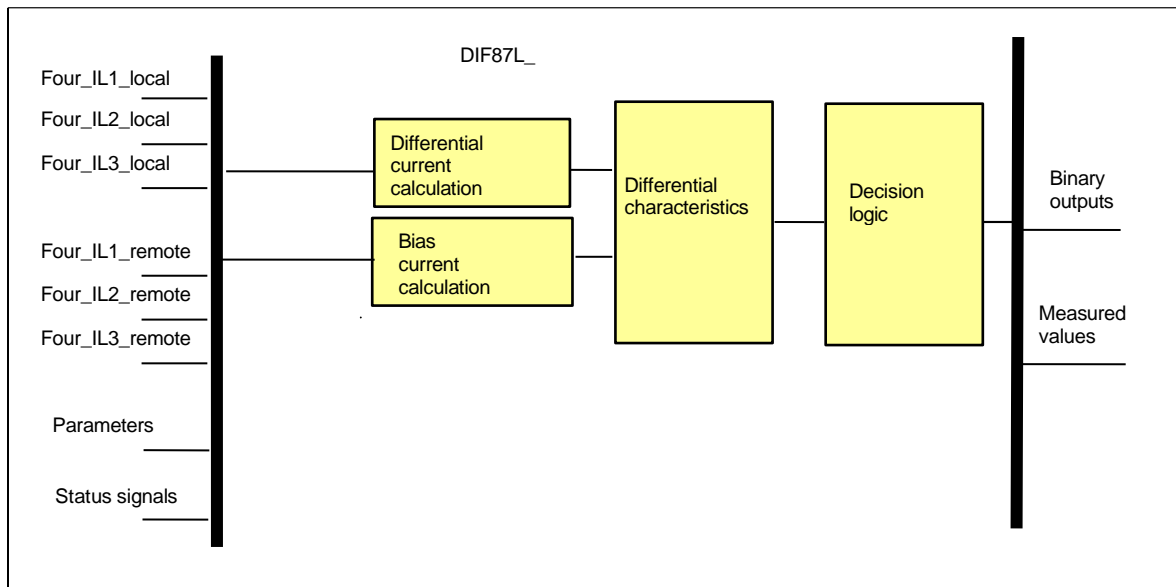 DIF87L_
Four_IL1_local
Four_IL2_local
Four_IL3_local
Four_IL1_remote
Four_IL2_remote
Four_IL3_remote
Parameters
Status signals
Differential
current
calculation
Bias
current
calculation
Differential
characteristics
Decision
logic
Binary
outputs
Measured
values